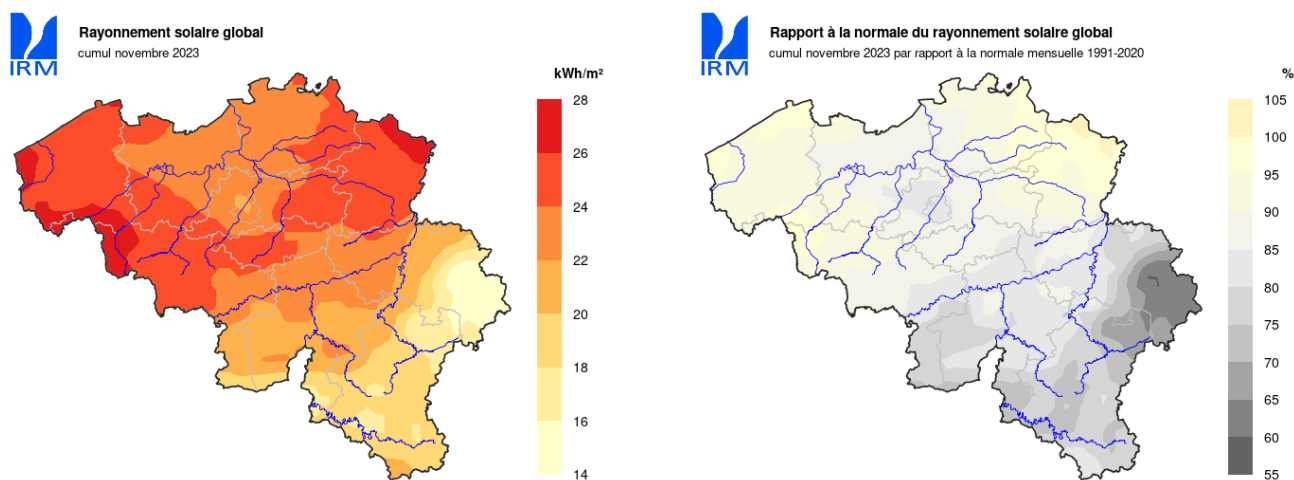 IRM
Rayonnement solaire global
cumul novembre 2023
kWh/m²
28
26
24
22
20
18
16
14
IRM
Rapport à la normale du rayonnement solaire global
cumul novembre 2023 par rapport à la normale mensuelle 1991-2020
%
105
100
95
90
85
80
75
70
65
60
55